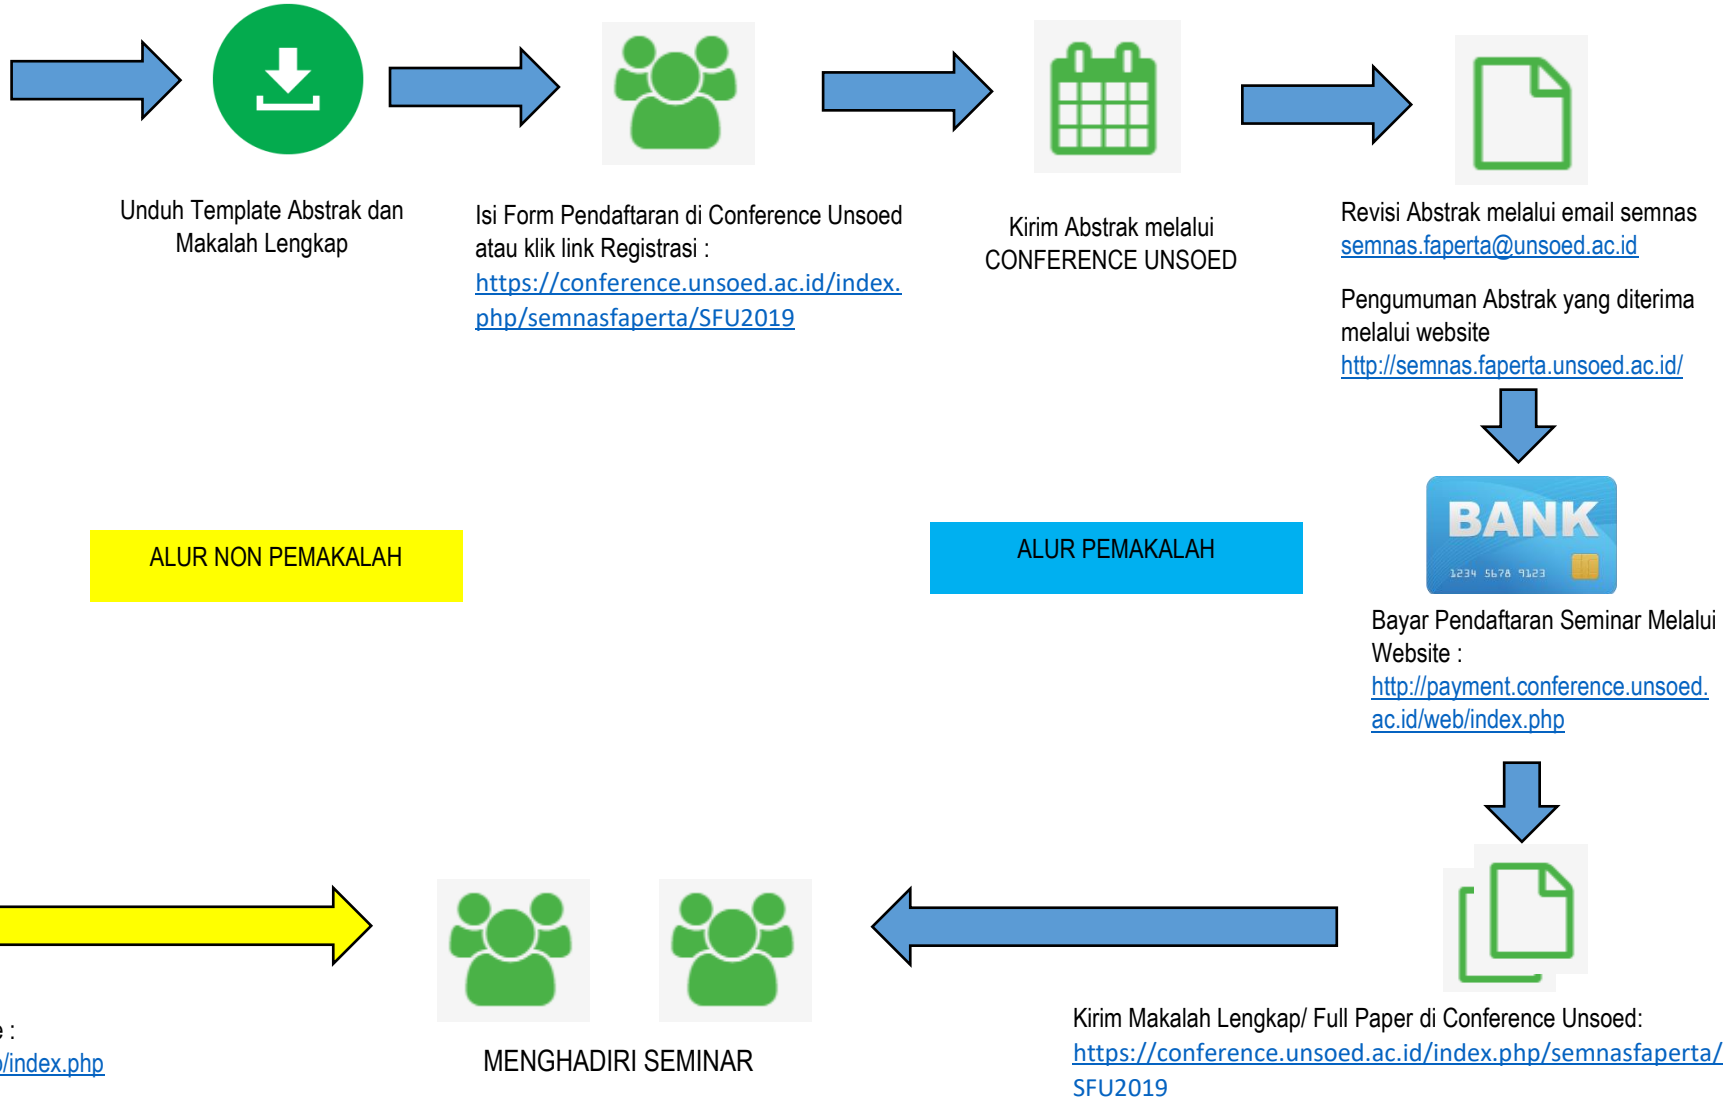 Unduh Template Abstrak dan
Makalah Lengkap
Isi Form Pendaftaran di Conference Unsoed
atau klik link Registrasi :
https://conference.unsoed.ac.id/index.
php/semnasfaperta/SFU2019
Kirim Abstrak melalui
CONFERENCE UNSOED
Revisi Abstrak melalui email semnas
semnas.faperta@unsoed.ac.id
Pengumuman Abstrak yang diterima
melalui website
http://semnas.faperta.unsoed.ac.id/
BANK
1234 5678 9123
Bayar Pendaftaran Seminar Melalui
Website :
http://payment.conference.unsoed.
ac.id/web/index.php
ALUR NON PEMAKALAH
ALUR PEMAKALAH
Kirim Makalah Lengkap/ Full Paper di Conference Unsoed:
https://conference.unsoed.ac.id/index.php/semnasfaperta/
SFU2019
MENGHADIRI SEMINAR
e :
/index.php